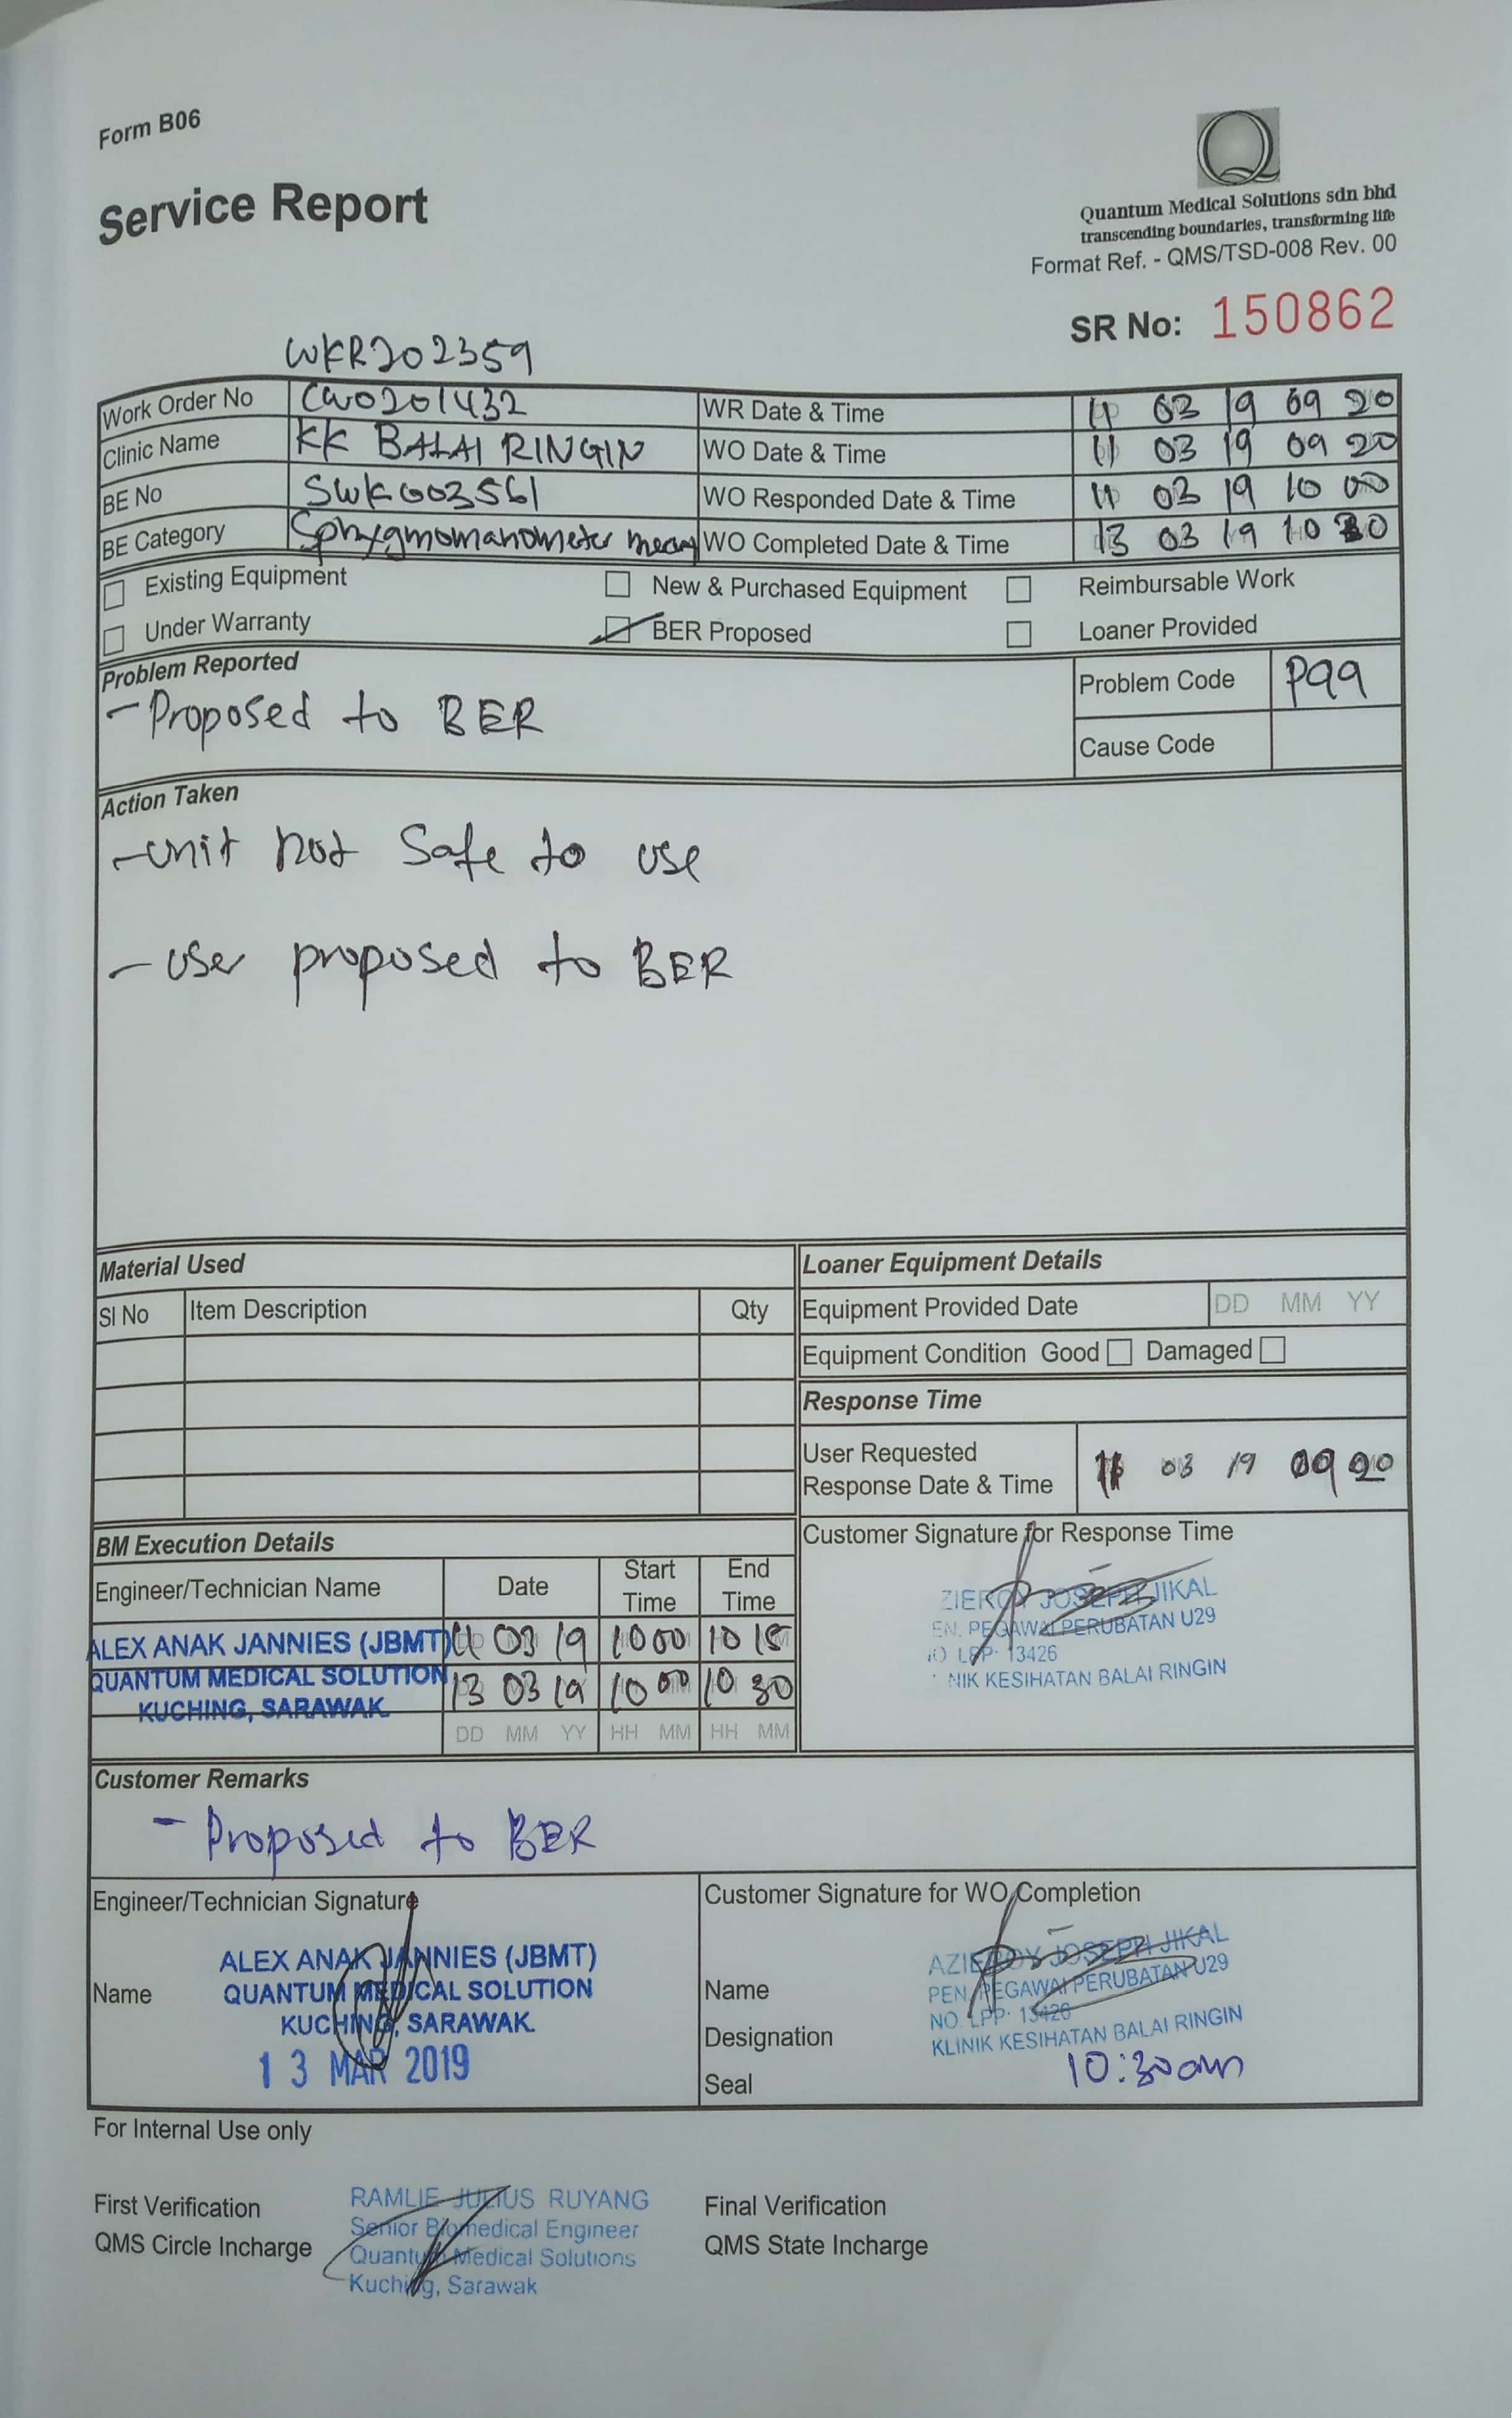 Form B06
Service Report
Quantum Medical Solutions sdn bhd
transcending boundaries, transforming life
Format Ref. - QMS/TSD-008 Rev. 00
SR No: 150862
WKR202359
Work Order No CWO201432 WR Date & Time 11 03 19 09 20
Clinic Name KK BALAI RINGIN WO Date & Time 11 03 19 09 20
BE No SWK003561 WO Responded Date & Time 11 03 19 10 00
BE Category Sphygmomanometer WO Completed Date & Time 13 03 19 10 30
Existing Equipment New & Purchased Equipment Reimbursable Work
Under Warranty BER Proposed Loaner Provided
Problem Reported
- Proposed to BER
Problem Code P99
Cause Code
Action Taken
- unit not safe to use
- user proposed to BER
Material Used
Sl No Item Description Qty
Loaner Equipment Details
Equipment Provided Date DD MM YY
Equipment Condition Good Damaged
Response Time
User Requested
Response Date & Time 11 03 19 09 20
BM Execution Details
Engineer/Technician Name Date Start Time End Time
ALEX ANAK JANNIES (JBMT) 11 03 19 10 00 10 15
QUANTUM MEDICAL SOLUTION 13 03 19 10 00 10 30
KUCHING, SARAWAK
DD MM YY HH MM HH MM
Customer Signature for Response Time
ZIEROY JOSEPH JIKAL
EN. PEGAWAI PERUBATAN U29
O LPP: 13426
NIK KESIHATAN BALAI RINGIN
Customer Remarks
- Proposed to BER
Engineer/Technician Signature
Name
ALEX ANAK JANNIES (JBMT)
QUANTUM MEDICAL SOLUTION
KUCHING, SARAWAK.
13 MAR 2019
Customer Signature for WO Completion
Name
Designation
Seal
AZIEROY JOSEPH JIKAL
PEN. PEGAWAI PERUBATAN U29
NO. LPP: 13426
KLINIK KESIHATAN BALAI RINGIN
10:30am
For Internal Use only
First Verification
QMS Circle Incharge
RAMLIE JULIUS RUYANG
Senior Biomedical Engineer
Quantum Medical Solutions
Kuching, Sarawak
Final Verification
QMS State Incharge